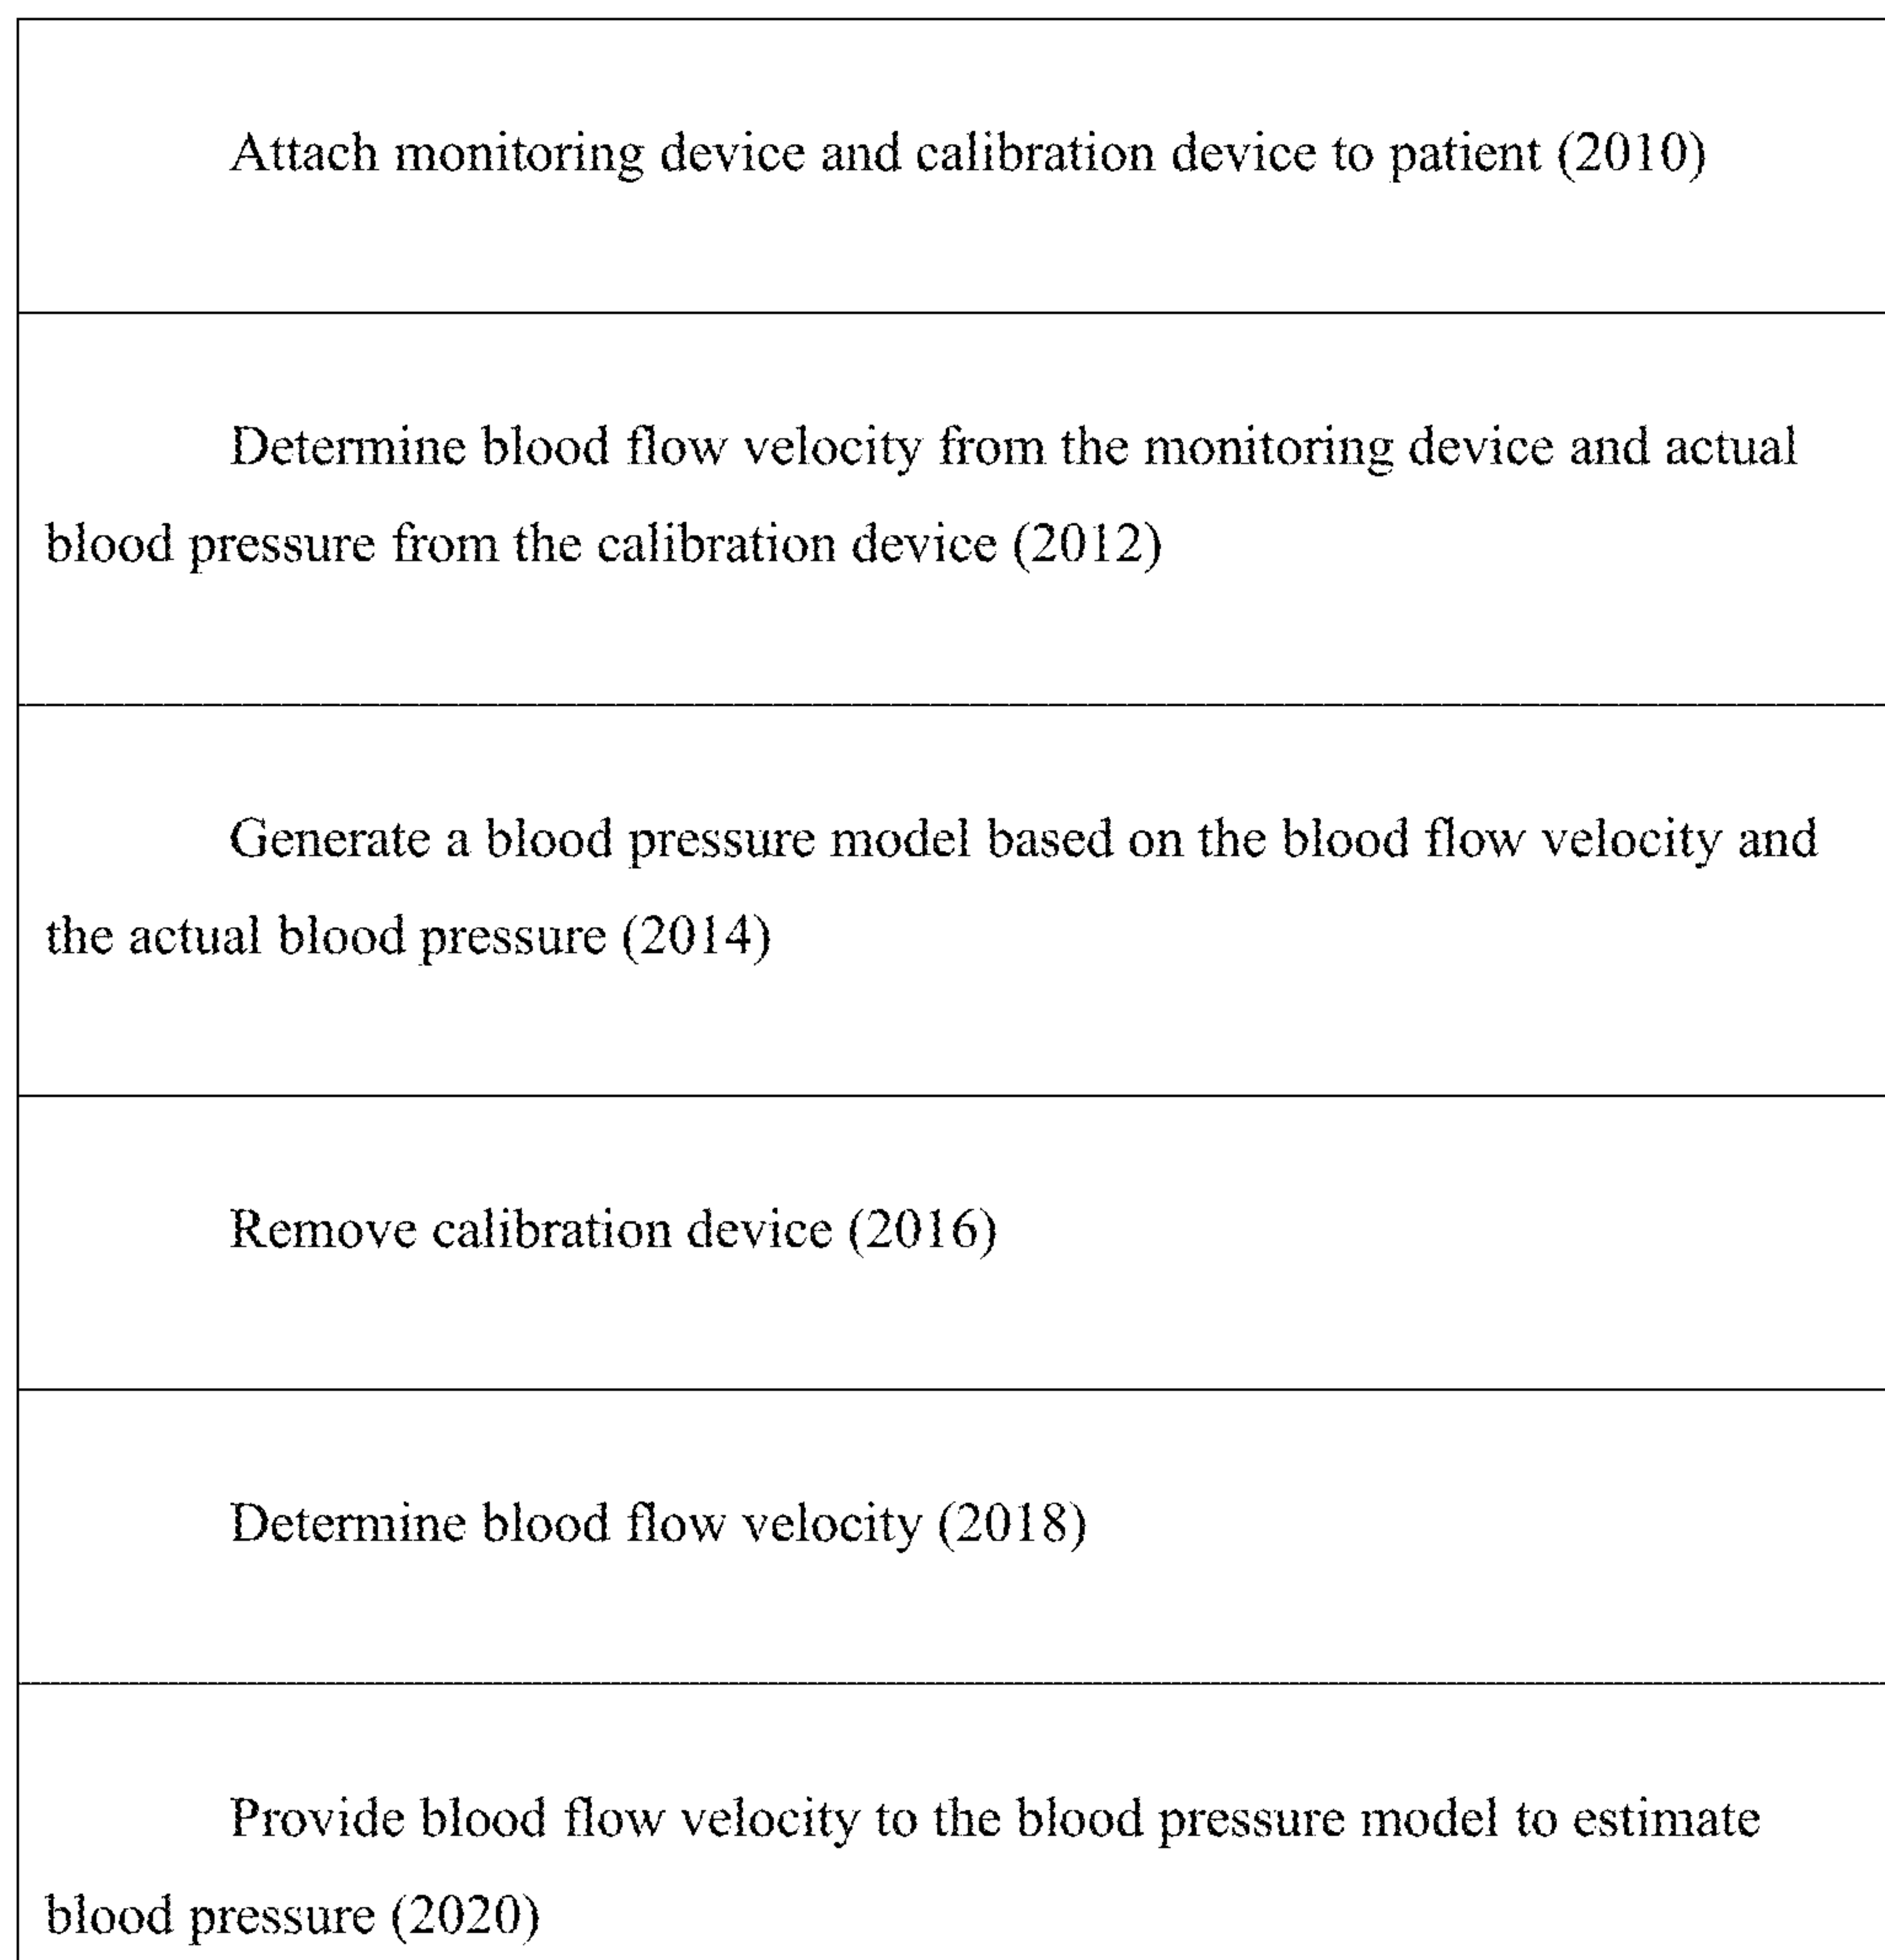 Attach monitoring device and calibration device to patient (2010)
Determine blood flow velocity from the monitoring device and actual
blood pressure from the calibration device (2012)
Generate a blood pressure model based on the blood flow velocity and
the actual blood pressure (2014)
Remove calibration device (2016)
Determine blood flow velocity (2018)
Provide blood flow velocity to the blood pressure model to estimate
blood pressure (2020)